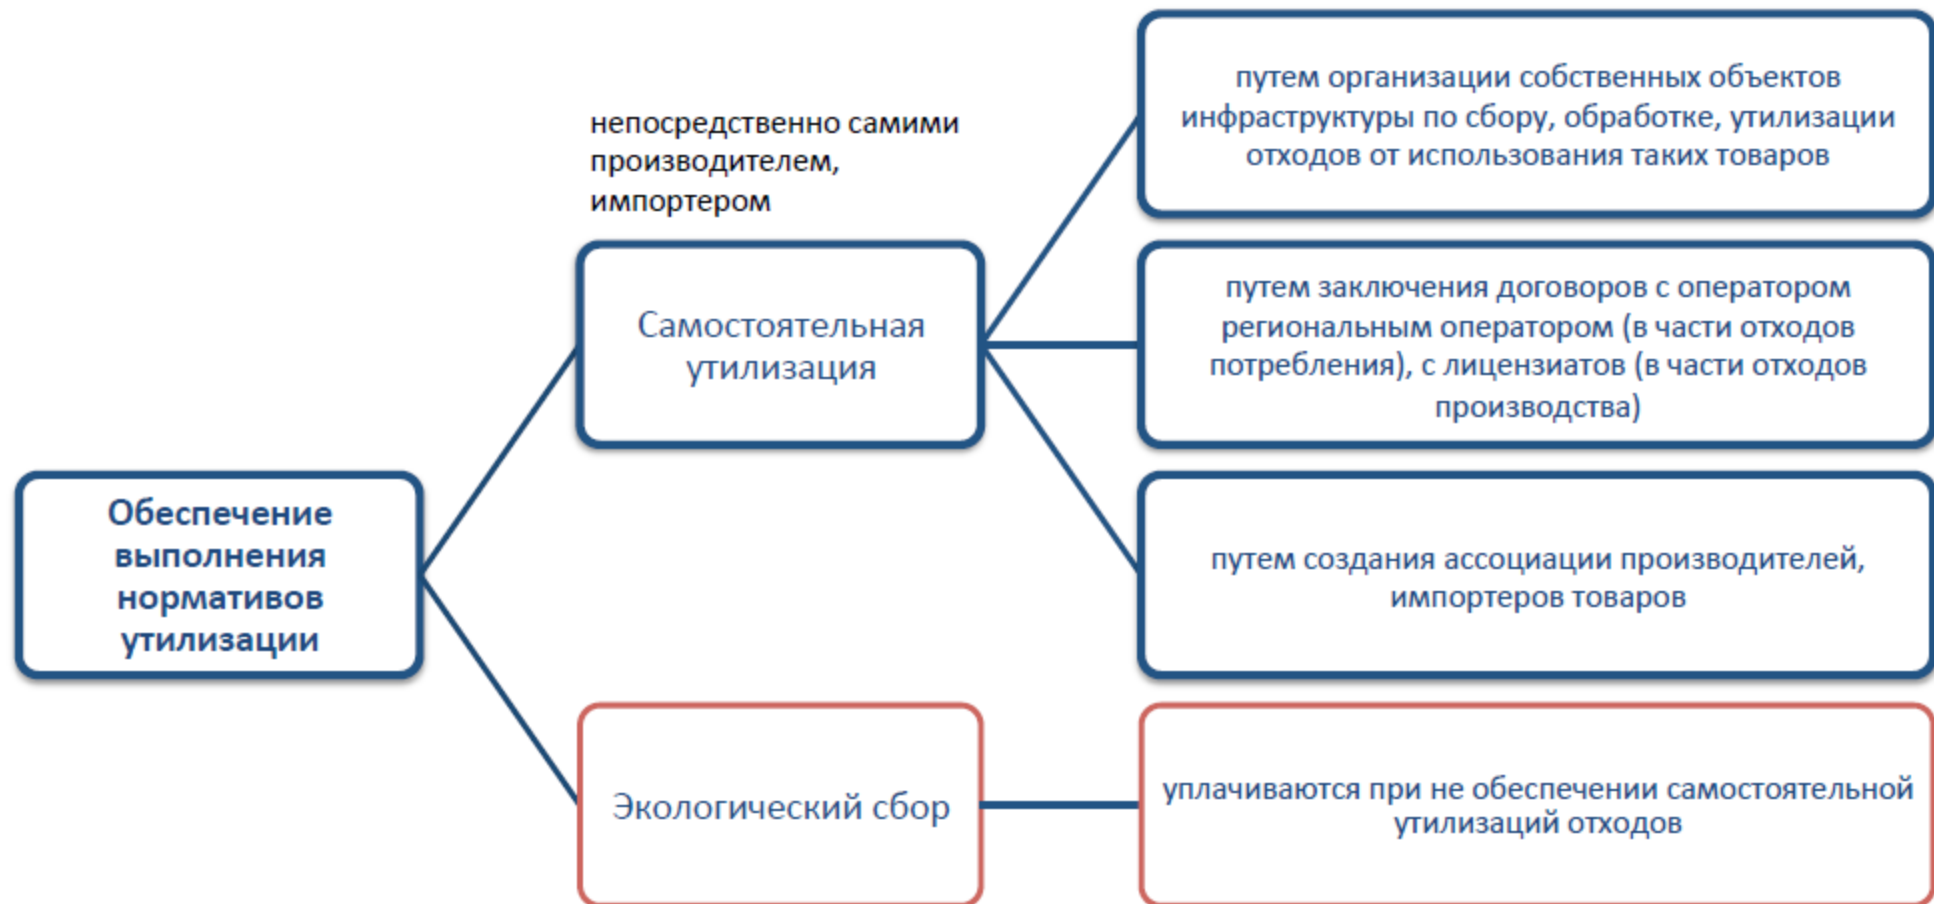 непосредственно самими
производителем,
импортером
путем организации собственных объектов
инфраструктуры по сбору, обработке, утилизации
отходов от использования таких товаров
Самостоятельная
утилизация
путем заключения договоров с оператором
региональным оператором (в части отходов
потребления), с лицензиатов (в части отходов
производства)
Обеспечение
выполнения
нормативов
утилизации
путем создания ассоциации производителей,
импортеров товаров
Экологический сбор
уплачиваются при не обеспечении самостоятельной
утилизаций отходов